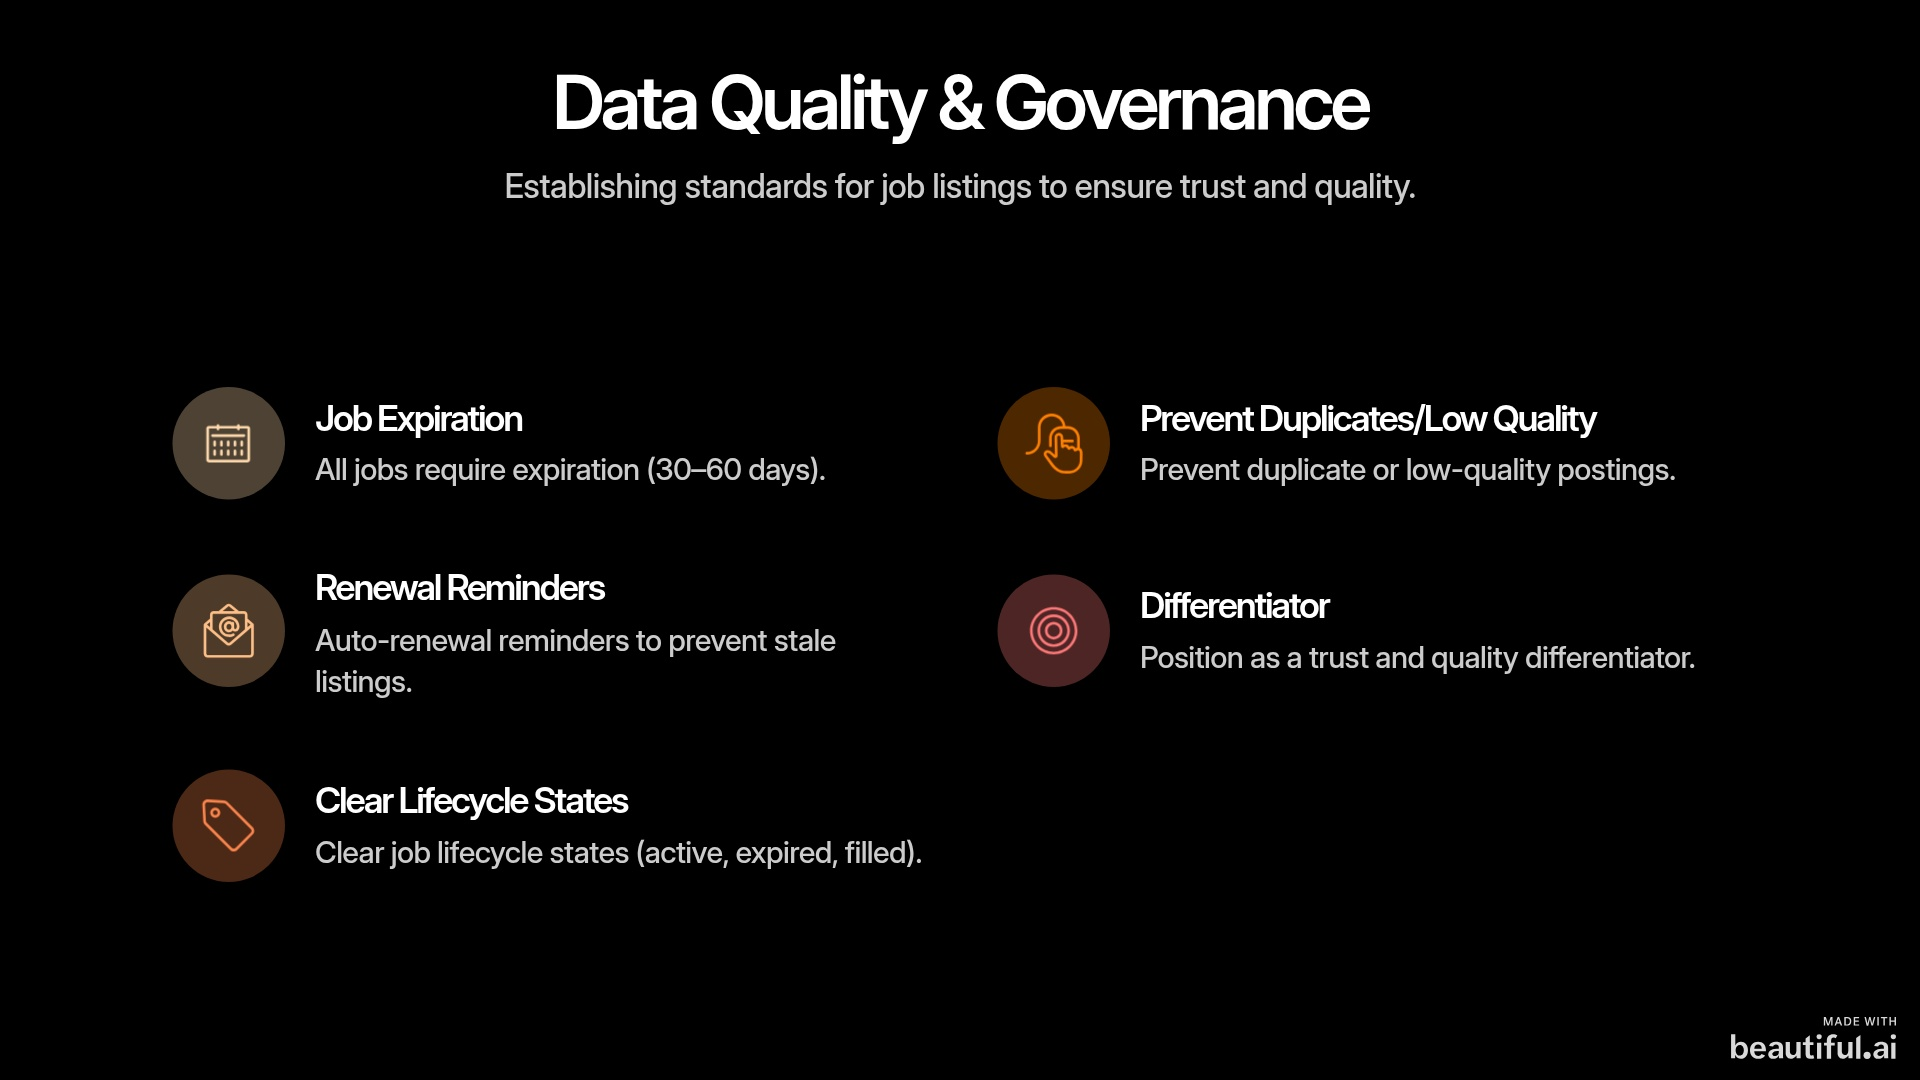 Data Quality & Governance
Establishing standards for job listings to ensure trust and quality.
Job Expiration
All jobs require expiration (30–60 days).
Renewal Reminders
Auto-renewal reminders to prevent stale
listings.
Clear Lifecycle States
Clear job lifecycle states (active, expired, filled).
Prevent Duplicates/Low Quality
Prevent duplicate or low-quality postings.
Differentiator
Position as a trust and quality differentiator.
MADE WITH
beautiful.ai